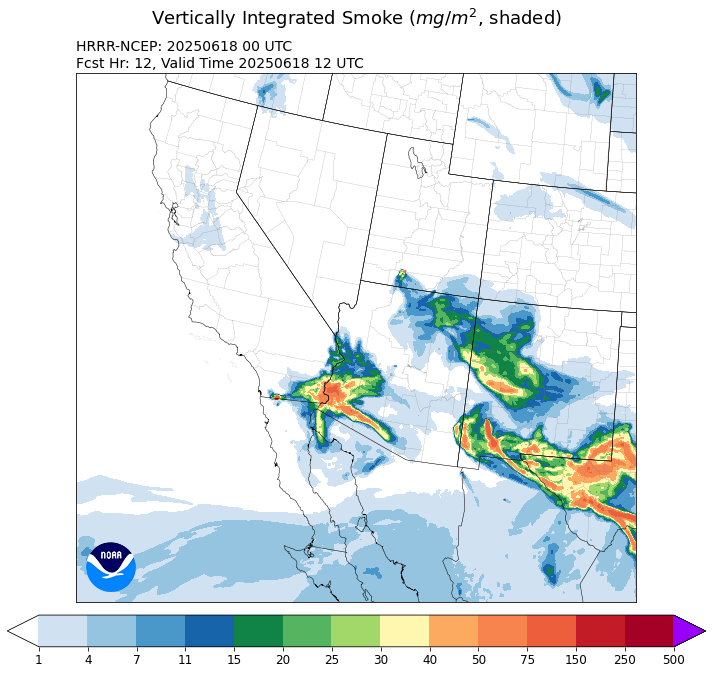 Vertically Integrated Smoke (mg/m², shaded)
HRRR-NCEP: 20250618 00 UTC
Fcst Hr: 12, Valid Time 20250618 12 UTC
NOAA
1 4 7 11 15 20 25 30 40 50 75 150 250 500